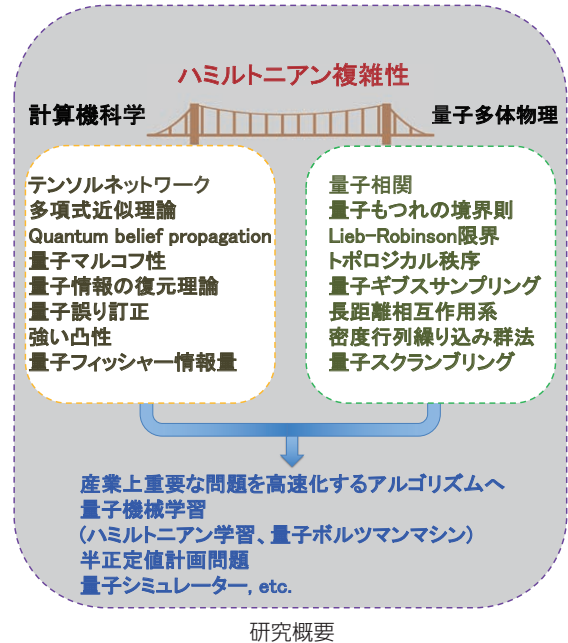 ハミルトニアン複雑性
計算機科学
量子多体物理
テンソルネットワーク
多項式近似理論
Quantum belief propagation
量子マルコフ性
量子情報の復元理論
量子誤り訂正
強い凸性
量子フィッシャー情報量
量子相関
量子もつれの境界則
Lieb-Robinson限界
トポロジカル秩序
量子ギブスサンプリング
長距離相互作用系
密度行列繰り込み群法
量子スクランブリング
産業上重要な問題を高速化するアルゴリズムへ
量子機械学習
(ハミルトニアン学習、量子ボルツマンマシン)
半正定値計画問題
量子シミュレーター, etc.
研究概要